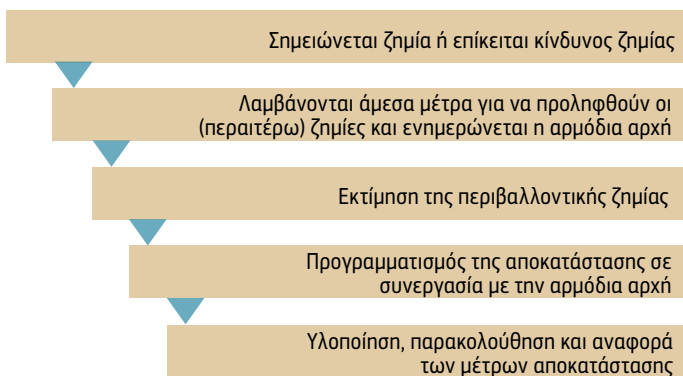 Σημειώνεται ζημία ή επίκειται κίνδυνος ζημίας
Λαμβάνονται άμεσα μέτρα για να προληφθούν οι
(περαιτέρω) ζημίες και ενημερώνεται η αρμόδια αρχή
Εκτίμηση της περιβαλλοντικής ζημίας
Προγραμματισμός της αποκατάστασης σε
συνεργασία με την αρμόδια αρχή
Υλοποίηση, παρακολούθηση και αναφορά
των μέτρων αποκατάστασης